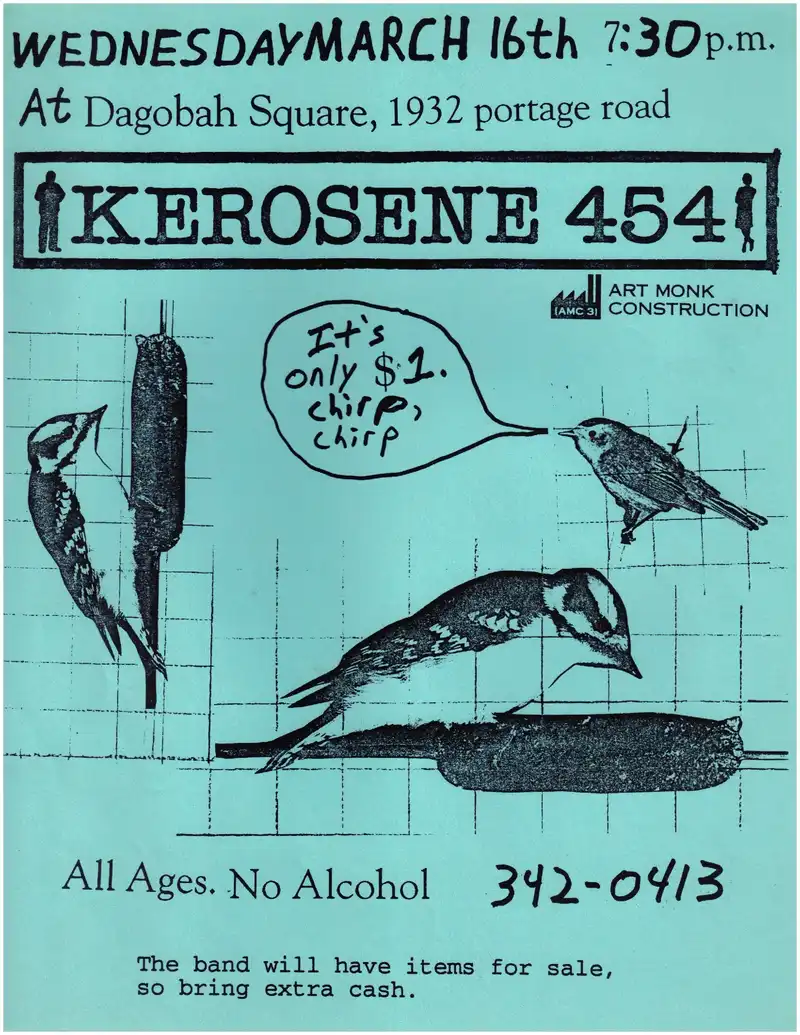 WEDNESDAY MARCH 16th 7:30 p.m.
At Dagobah Square, 1932 portage road
KEROSENE 454
(AMC 3) ART MONK
CONSTRUCTION
It's
only $1.
chirp,
chirp
All Ages. No Alcohol 342-0413
The band will have items for sale,
so bring extra cash.